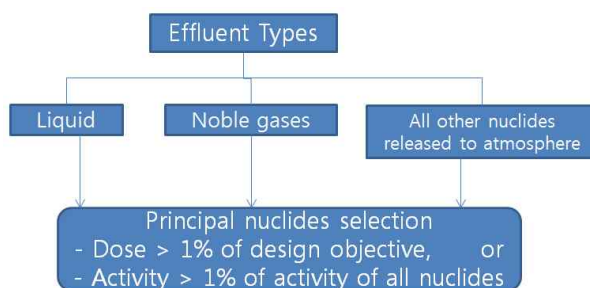 Effluent Types
Liquid
Noble gases
All other nuclides
released to atmosphere
Principal nuclides selection
- Dose > 1% of design objective, or
- Activity > 1% of activity of all nuclides